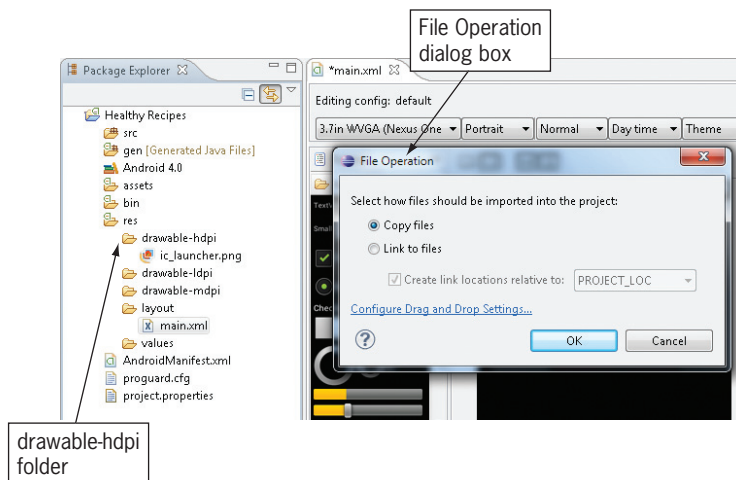 File Operation
dialog box
Package Explorer
*main.xml
Editing config: default
3.7in WVGA (Nexus One
Portrait
Normal
Day time
Theme
Healthy Recipes
src
gen [Generated Java Files]
Android 4.0
assets
bin
res
drawable-hdpi
ic_launcher.png
drawable-ldpi
drawable-mdpi
layout
main.xml
values
AndroidManifest.xml
proguard.cfg
project.properties
File Operation
Select how files should be imported into the project:
Copy files
Link to files
Create link locations relative to:
PROJECT_LOC
Configure Drag and Drop Settings...
?
OK
Cancel
drawable-hdpi
folder